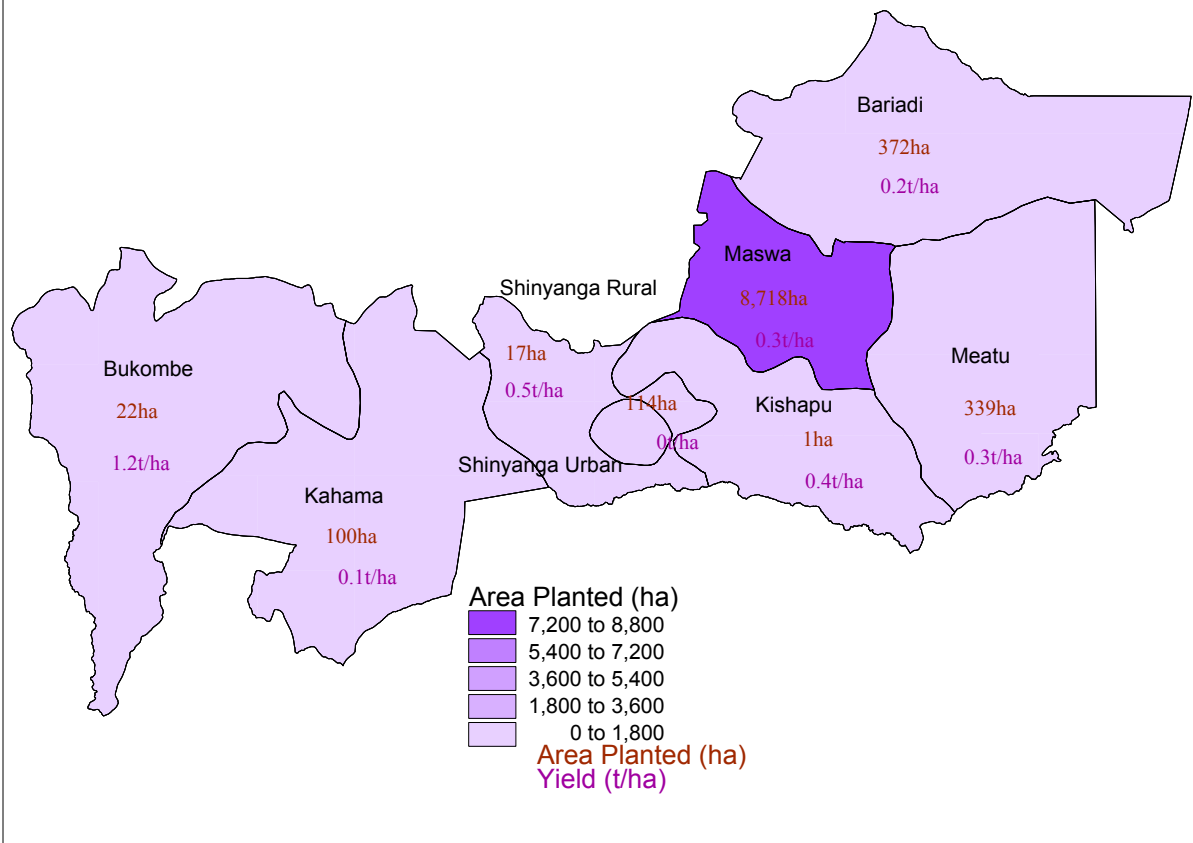 Bariadi
372ha
0.2t/ha
Maswa
8,718ha
0.3t/ha
Shinyanga Rural
17ha
0.5t/ha
Meatu
339ha
0.3t/ha
Bukombe
22ha
1.2t/ha
114ha
0t/ha
Shinyanga Urban
Kishapu
1ha
0.4t/ha
Kahama
100ha
0.1t/ha
Area Planted (ha)
7,200 to 8,800
5,400 to 7,200
3,600 to 5,400
1,800 to 3,600
0 to 1,800
Area Planted (ha)
Yield (t/ha)